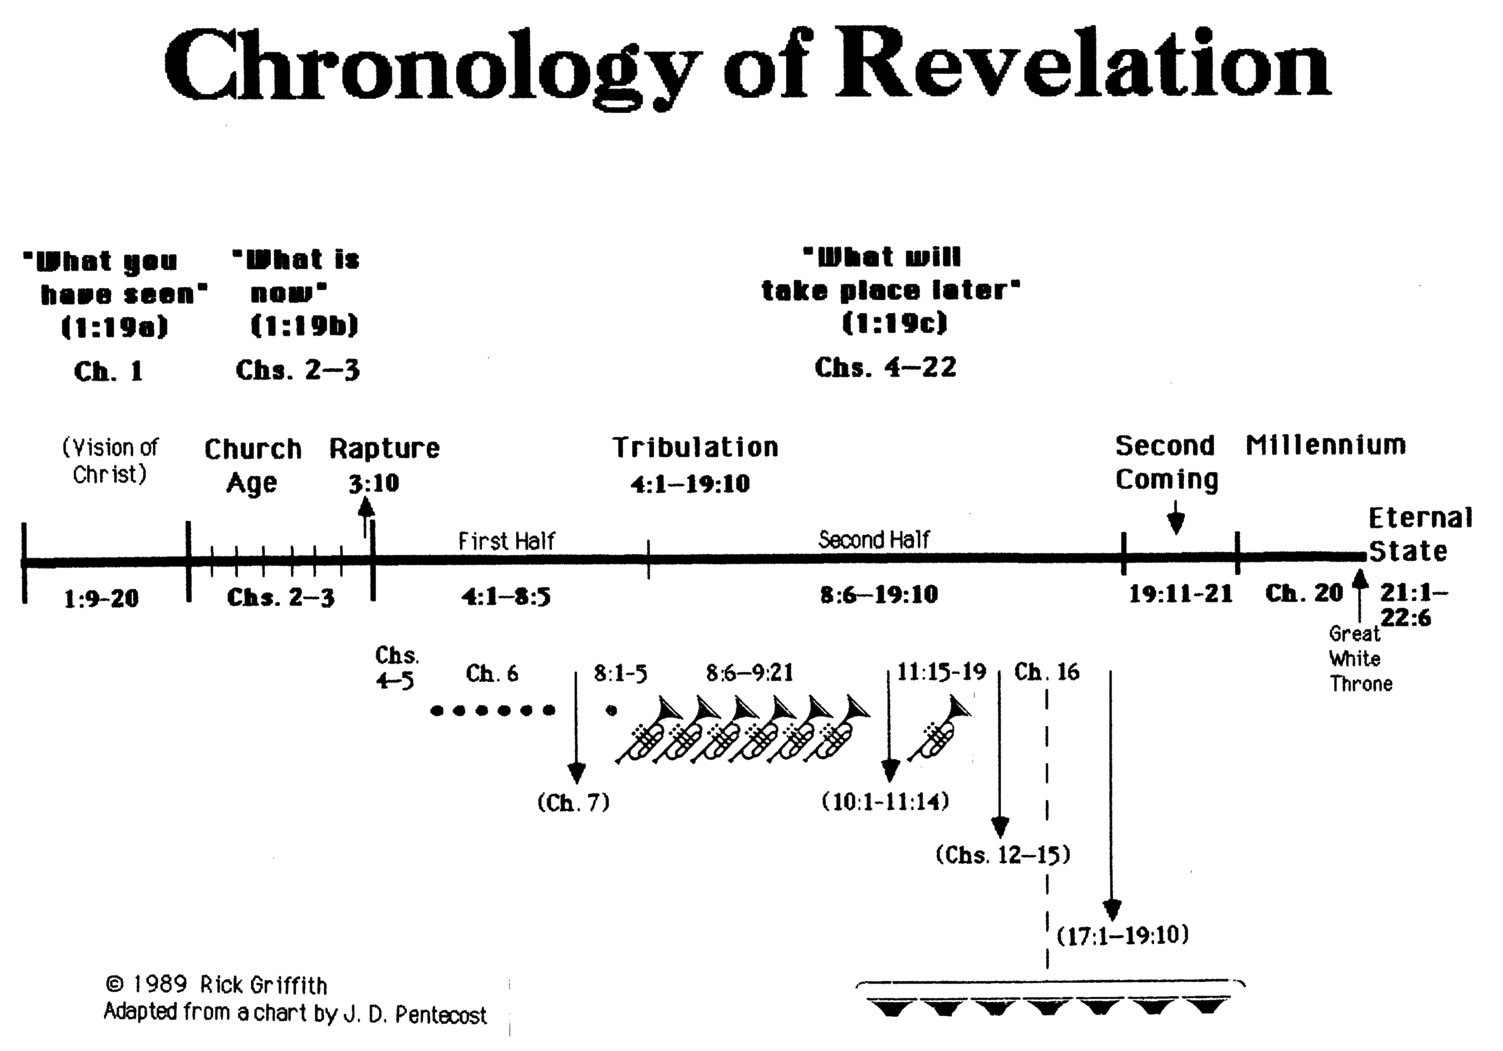 Chronology of Revelation
"What you
have seen"
(1:19a)
Ch. 1
"What is
now"
(1:19b)
Chs. 2–3
"What will
take place later"
(1:19c)
Chs. 4–22
(Vision of
Christ)
Church
Age
Rapture
3:10
Tribulation
4:1–19:10
Second
Coming
Millennium
Eternal
State
First Half
Second Half
1:9-20
Chs. 2–3
4:1–8:5
8:6–19:10
19:11-21
Ch. 20
21:1–
22:6
Great
White
Throne
Chs.
4–5
Ch. 6
8:1-5
8:6–9:21
11:15-19
Ch. 16
(Ch. 7)
(10:1-11:14)
(Chs. 12–15)
(17:1–19:10)
© 1989 Rick Griffith
Adapted from a chart by J. D. Pentecost